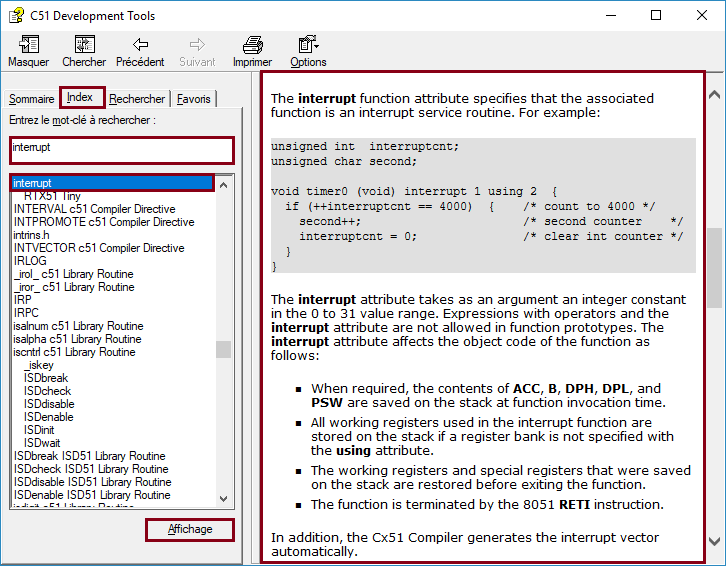 C51 Development Tools
Masquer Chercher Précédent Suivant Imprimer Options
Sommaire Index Rechercher Favoris
Entrez le mot-clé à rechercher :
interrupt
interrupt
RTX51 Tiny
INTERVAL c51 Compiler Directive
INTPROMOTE c51 Compiler Directive
intrins.h
INTVECTOR c51 Compiler Directive
IRLOG
_irol_ c51 Library Routine
_iror_ c51 Library Routine
IRP
IRPC
isalnum c51 Library Routine
isalpha c51 Library Routine
iscntrl c51 Library Routine
_iskey
ISDbreak
ISDcheck
ISDdisable
ISDenable
ISDinit
ISDwait
ISDbreak ISD51 Library Routine
ISDcheck ISD51 Library Routine
ISDdisable ISD51 Library Routine
ISDenable ISD51 Library Routine
Affichage
The interrupt function attribute specifies that the associated
function is an interrupt service routine. For example:
unsigned int  interruptcnt;
unsigned char second;
void timer0 (void) interrupt 1 using 2  {
  if (++interruptcnt == 4000)  {    /* count to 4000 */
    second++;                       /* second counter    */
    interruptcnt = 0;               /* clear int counter */
  }
}
The interrupt attribute takes as an argument an integer constant
in the 0 to 31 value range. Expressions with operators and the
interrupt attribute are not allowed in function prototypes. The
interrupt attribute affects the object code of the function as
follows:
▪ When required, the contents of ACC, B, DPH, DPL, and
PSW are saved on the stack at function invocation time.
▪ All working registers used in the interrupt function are
stored on the stack if a register bank is not specified with
the using attribute.
▪ The working registers and special registers that were saved
on the stack are restored before exiting the function.
▪ The function is terminated by the 8051 RETI instruction.
In addition, the Cx51 Compiler generates the interrupt vector
automatically.